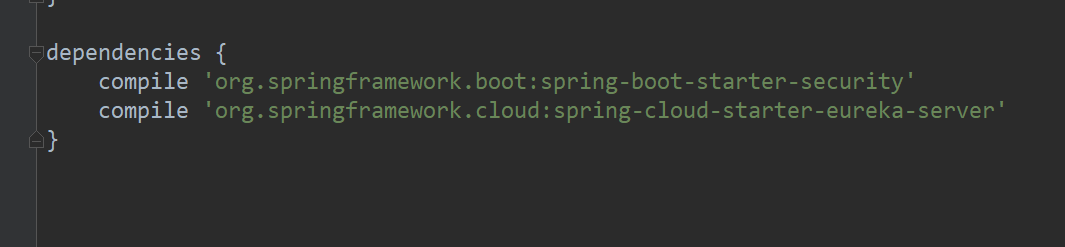 }
dependencies {
    compile 'org.springframework.boot:spring-boot-starter-security'
    compile 'org.springframework.cloud:spring-cloud-starter-eureka-server'
}